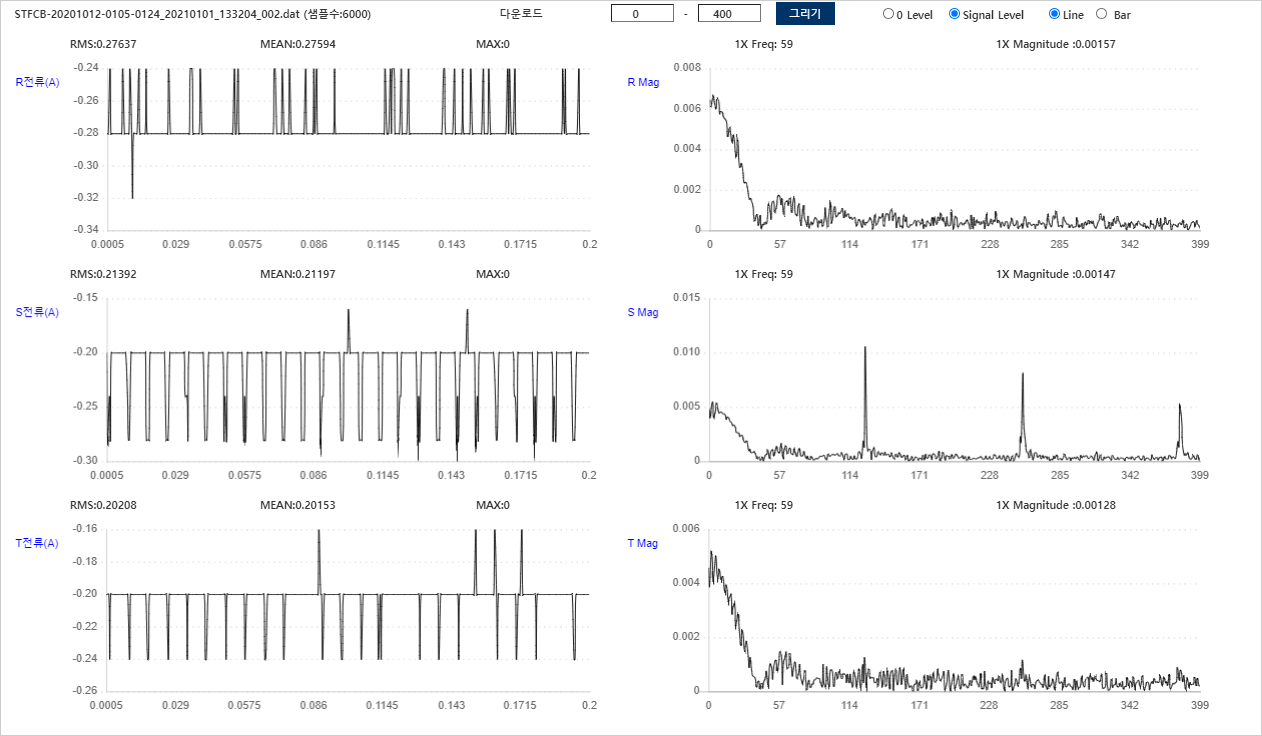 STFCB-20201012-0105-0124_20210101_133204_002.dat (샘플수:6000) 다운로드 0 - 400 그리기 0 Level Signal Level Line Bar
RMS:0.27637 MEAN:0.27594 MAX:0 1X Freq: 59 1X Magnitude :0.00157
R전류(A)
-0.24
-0.26
-0.28
-0.30
-0.32
-0.34
0.0005 0.029 0.0575 0.086 0.1145 0.143 0.1715 0.2
R Mag
0.008
0.006
0.004
0.002
0
0 57 114 171 228 285 342 399
RMS:0.21392 MEAN:0.21197 MAX:0 1X Freq: 59 1X Magnitude :0.00147
S전류(A)
-0.15
-0.20
-0.25
-0.30
0.0005 0.029 0.0575 0.086 0.1145 0.143 0.1715 0.2
S Mag
0.015
0.010
0.005
0
0 57 114 171 228 285 342 399
RMS:0.20208 MEAN:0.20153 MAX:0 1X Freq: 59 1X Magnitude :0.00128
T전류(A)
-0.16
-0.18
-0.20
-0.22
-0.24
-0.26
0.0005 0.029 0.0575 0.086 0.1145 0.143 0.1715 0.2
T Mag
0.006
0.004
0.002
0
0 57 114 171 228 285 342 399